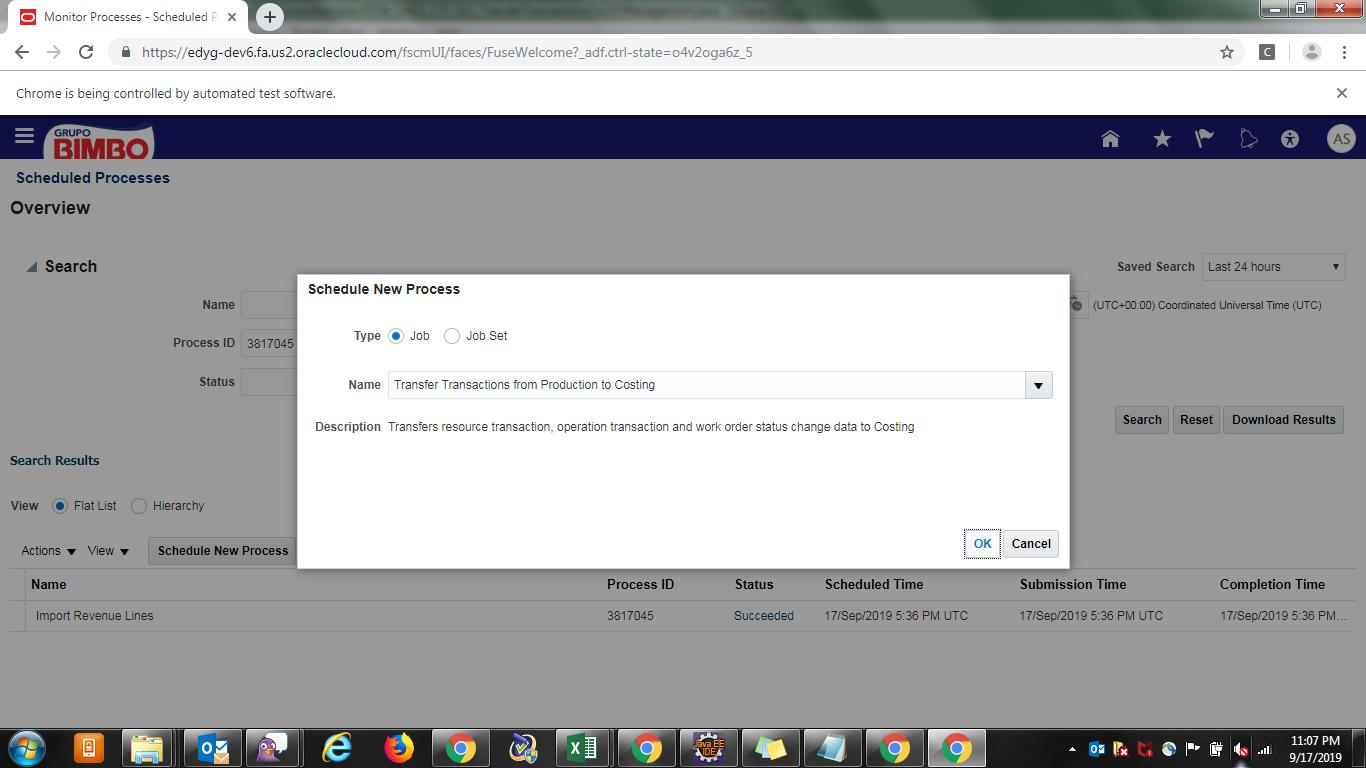 Monitor Processes - Scheduled P
https://edyg-dev6.fa.us2.oraclecloud.com/fscmUI/faces/FuseWelcome?_adf.ctrl-state=o4v2oga6z_5
C
Chrome is being controlled by automated test software.
GRUPO
BIMBO
AS
Scheduled Processes
Overview
Search
Saved Search Last 24 hours
Name
(UTC+00:00) Coordinated Universal Time (UTC)
Process ID 3817045
Status
Search Reset Download Results
Schedule New Process
Type Job Job Set
Name Transfer Transactions from Production to Costing
Description Transfers resource transaction, operation transaction and work order status change data to Costing
OK Cancel
Search Results
View Flat List Hierarchy
Actions View Schedule New Process
Name Process ID Status Scheduled Time Submission Time Completion Time
Import Revenue Lines 3817045 Succeeded 17/Sep/2019 5:36 PM UTC 17/Sep/2019 5:36 PM UTC 17/Sep/2019 5:36 PM...
Java EE
IDE
11:07 PM
9/17/2019